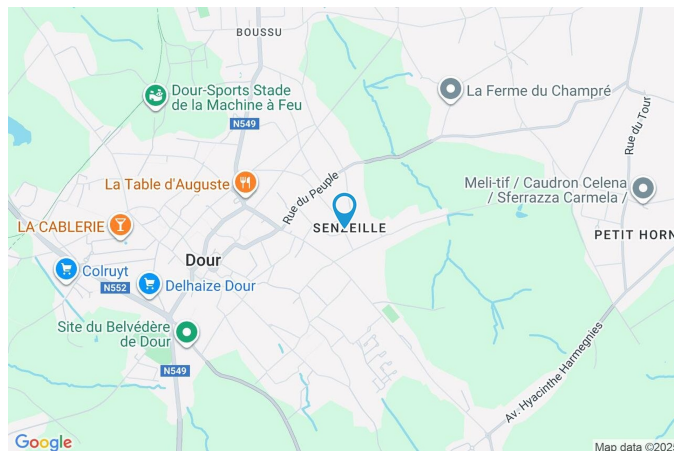 BOUSSU
Dour-Sports Stade
de la Machine à Feu
La Ferme du Champré
N549
Rue du Tour
La Table d'Auguste
Rue du Peuple
Meli-tif / Caudron Celena
/ Sferrazza Carmela /
LA CABLERIE
SENZEILLE
PETIT HORN
Dour
Colruyt
N552
Delhaize Dour
Site du Belvédère
de Dour
N549
Av. Hyacinthe Harmegnies
Google
Map data ©2025